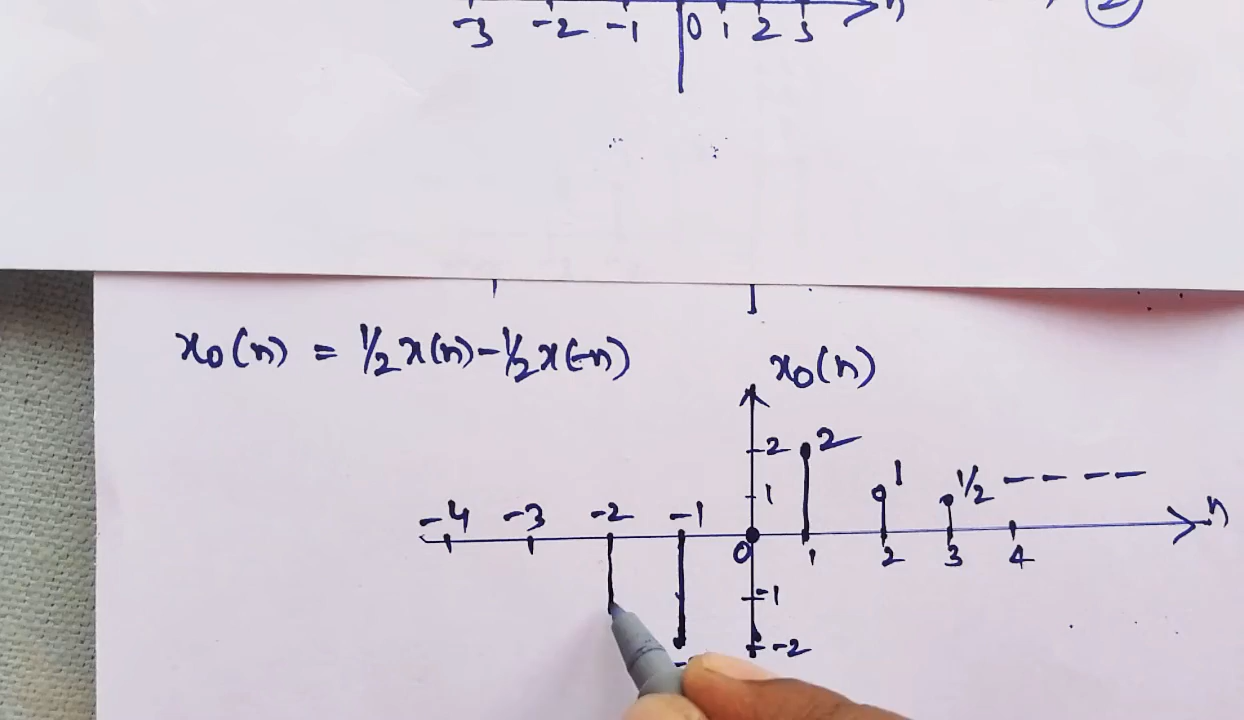 -3 -2 -1 0 1 2 3 n 2
x₀(n) = ½x(n)-½x(-n)
x₀(n)
2 2
1 1 ½ ----
-4 -3 -2 -1 n
0 1 2 3 4
-1
-2